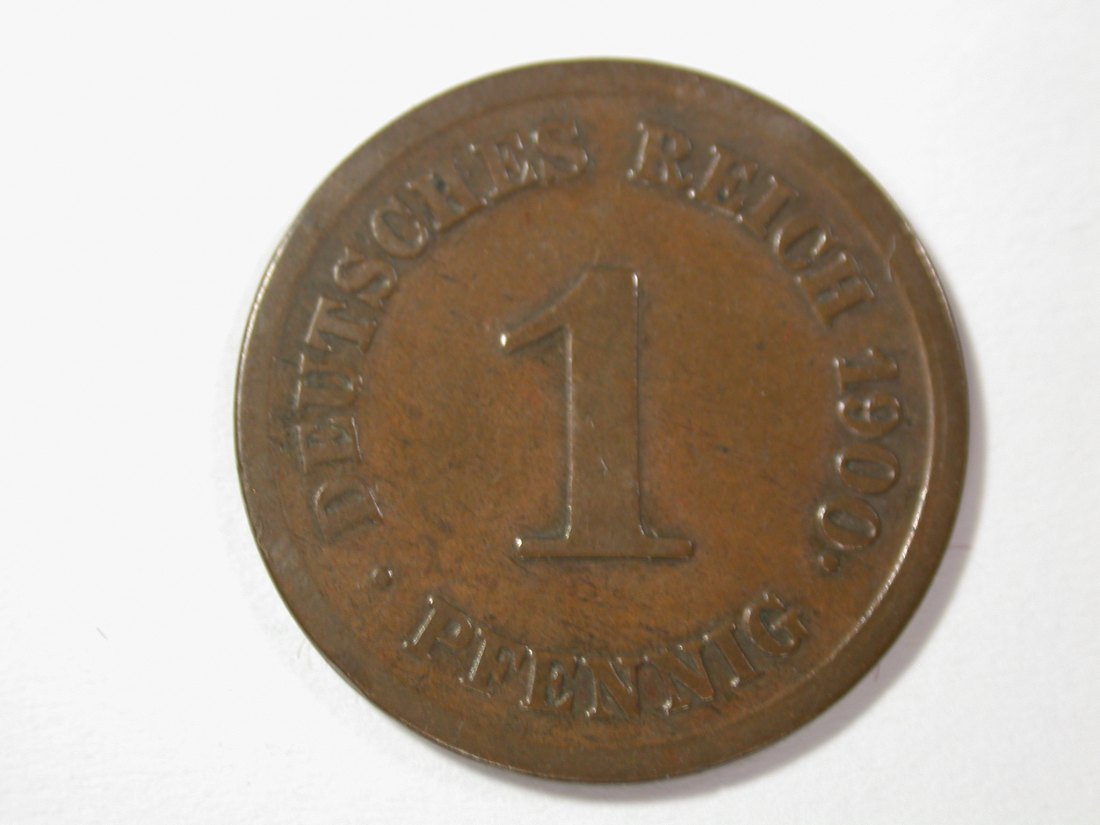 DEUTSCHES REICH 1900.
1
· PFENNIG